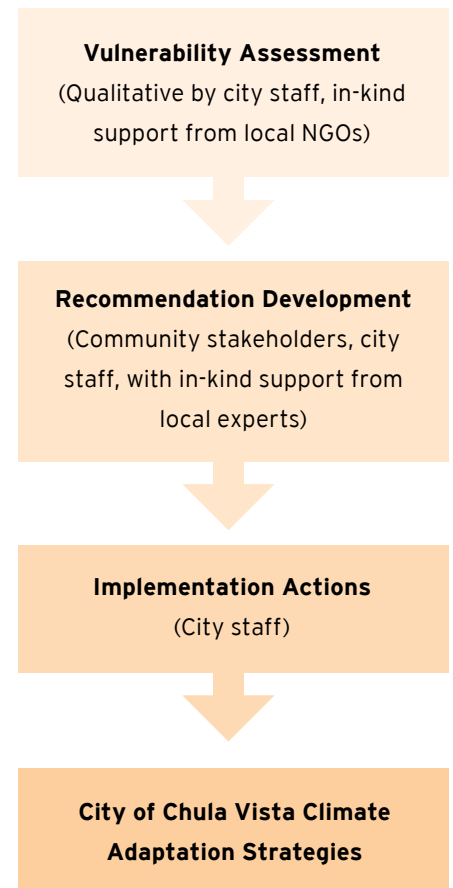 Vulnerability Assessment
(Qualitative by city staff, in-kind
support from local NGOs)
Recommendation Development
(Community stakeholders, city
staff, with in-kind support from
local experts)
Implementation Actions
(City staff)
City of Chula Vista Climate
Adaptation Strategies